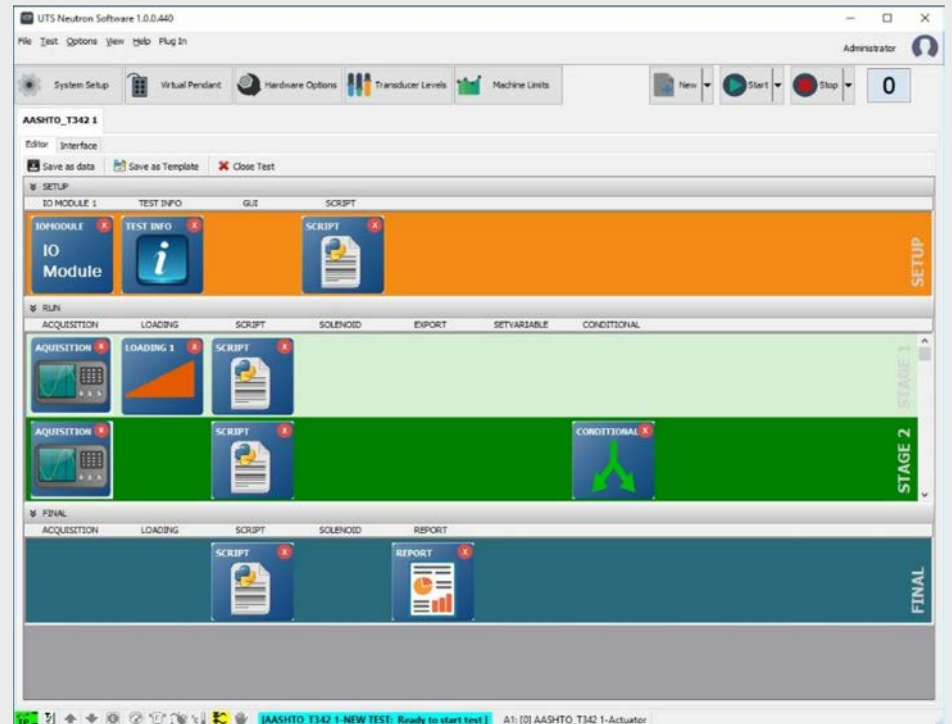 UTS Neutron Software 1.0.0.440
File Test Options View Help Plug In
Administrator
System Setup Virtual Pendant Hardware Options Transducer Levels Machine Limits New Start Stop 0
AASHTO_T342 1
Editor Interface
Save as data Save as Template Close Test
SETUP
IO MODULE 1 TEST INFO GUI SCRIPT
IOMODULE TEST INFO SCRIPT
IO
Module
SETUP
RUN
ACQUISITION LOADING SCRIPT SOLENOID EXPORT SETVARIABLE CONDITIONAL
AQUISITION LOADING 1 SCRIPT
STAGE 1
AQUISITION SCRIPT CONDITIONAL
STAGE 2
FINAL
ACQUISITION LOADING SCRIPT SOLENOID REPORT
SCRIPT REPORT
FINAL
[AASHTO T342 1-NEW TEST: Ready to start test ] A1: [0] AASHTO_T342 1-Actuator